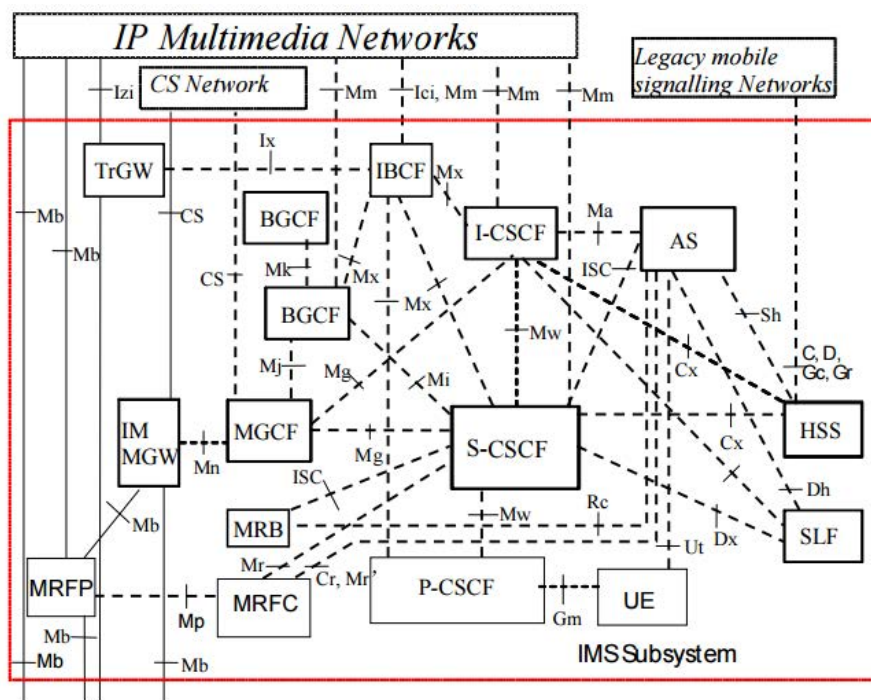 IP Multimedia Networks
Legacy mobile
signalling Networks
CS Network
Izi
Mm
Ici, Mm
Mm
Mm
Ix
TrGW
IBCF
Mx
Mb
CS
BGCF
I-CSCF
Ma
AS
Mb
Mk
Mx
ISC
CS
Mx
BGCF
Mw
Sh
Mj
Mg
Mi
Cx
C, D,
Gc, Gr
IM
MGW
Mn
MGCF
Mg
S-CSCF
Cx
HSS
ISC
Mb
MRB
Mw
Rc
Dx
Dh
SLF
Mr
Cr, Mr’
Ut
MRFP
Mp
MRFC
P-CSCF
Gm
UE
Mb
Mb
Mb
IMS Subsystem